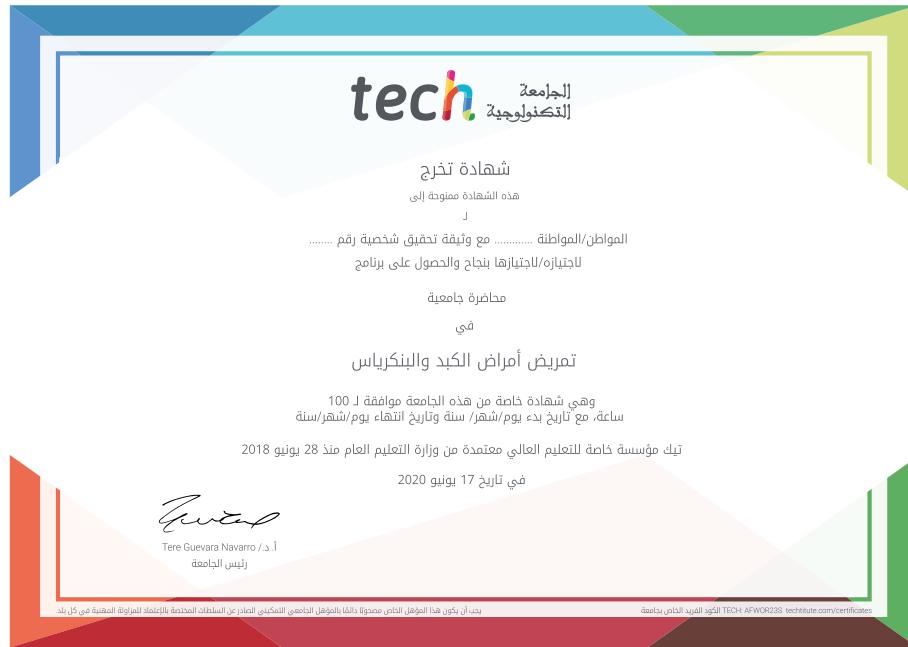 tech الجامعة
التكنولوجية
شهادة تخرج
هذه الشهادة ممنوحة إلى
لـ
المواطن/المواطنة ............. مع وثيقة تحقيق شخصية رقم ........
لاجتيازه/لاجتيازها بنجاح والحصول على برنامج
محاضرة جامعية
في
تمريض أمراض الكبد والبنكرياس
وهي شهادة خاصة من هذه الجامعة موافقة لـ 100
ساعة، مع تاريخ بدء يوم/شهر/ سنة وتاريخ انتهاء يوم/شهر/سنة
تيك مؤسسة خاصة للتعليم العالي معتمدة من وزارة التعليم العام منذ 28 يونيو 2018
في تاريخ 17 يونيو 2020
أ. د./ Tere Guevara Navarro
رئيس الجامعة
يجب أن يكون هذا المؤهل الخاص مصحوبًا دائمًا بالمؤهل الجامعي التمكيني الصادر عن السلطات المختصة بالإعتماد للمزاولة المهنية في كل بلد.
الكود الفريد الخاص بجامعة TECH: AFWOR23S techtitute.com/certificates